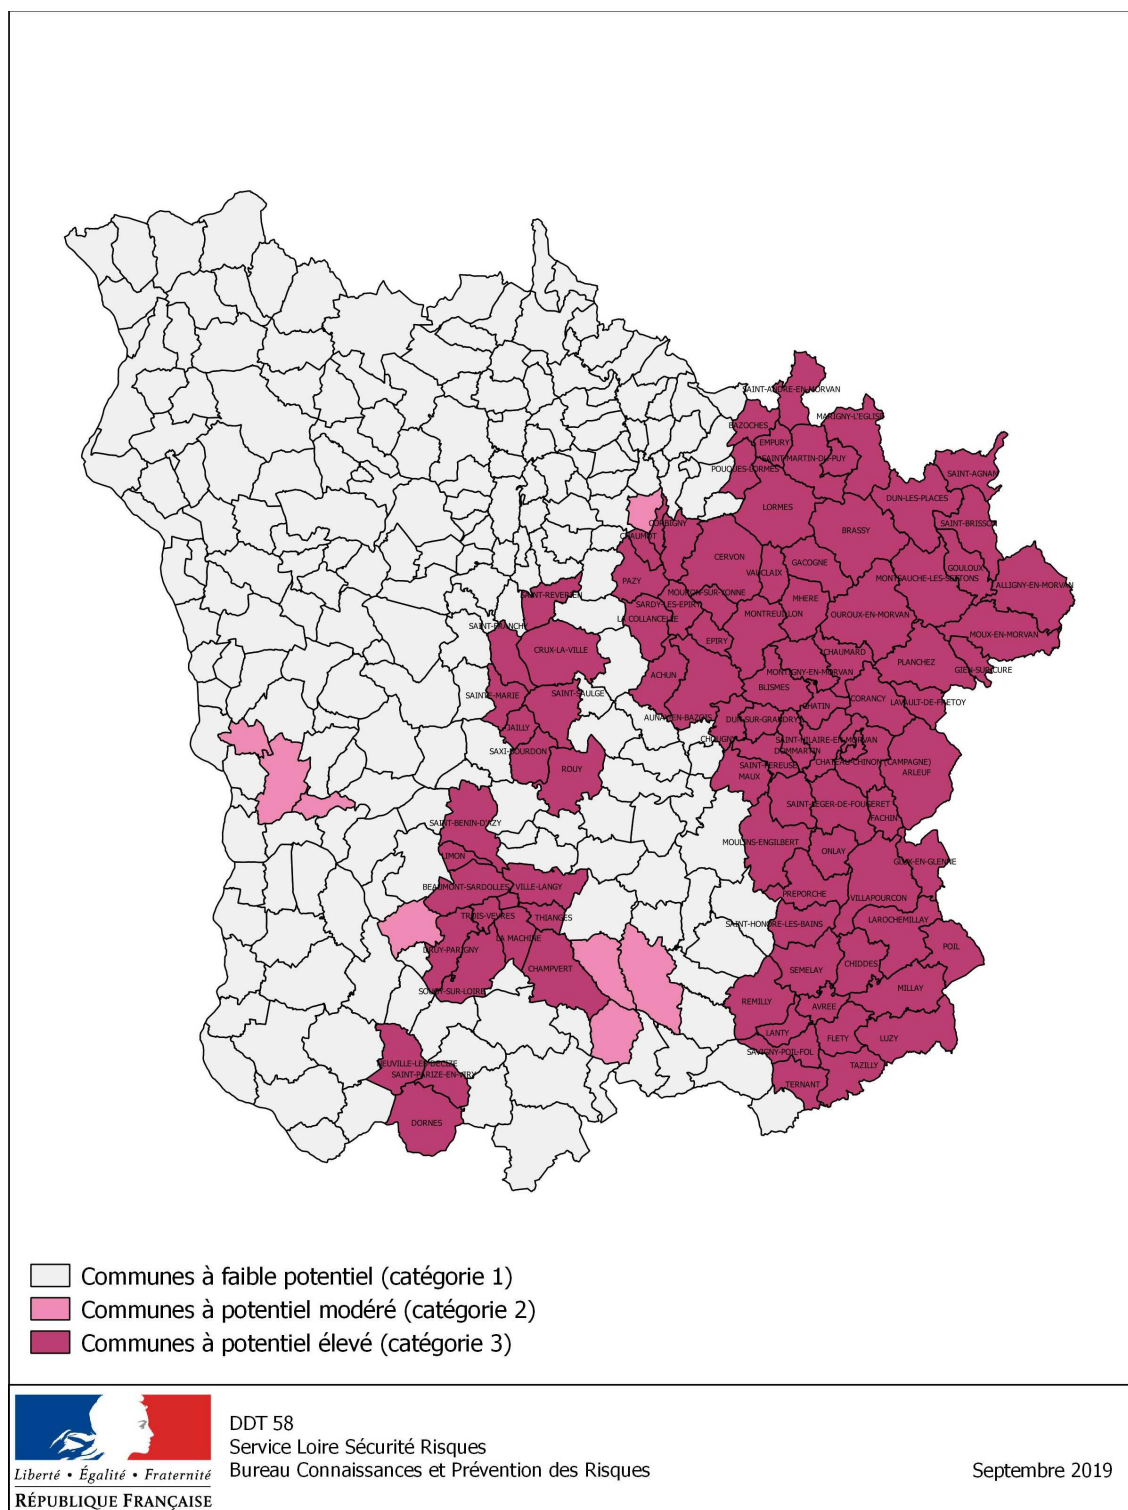 SAINT-ANDRE-EN-MORVAN
MARIGNY-L'EGLISE
BAZOCHES
EMPURY
SAINT-MARTIN-DU-PUY
POUQUES-LORMES
SAINT-AGNAN
DUN-LES-PLACES
LORMES
CORBIGNY
SAINT-BRISSON
BRASSY
CHAUMOT
CERVON
GACOGNE
GOULOUX
VAUCLAIX
MONTSAUCHE-LES-SETTONS
PAZY
ALLIGNY-EN-MORVAN
MOURON-SUR-YONNE
SAINT-REVERIEN
MHERE
SARDY-LES-EPIRY
MONTREUILLON
OUROUX-EN-MORVAN
LA COLLANCELLE
SAINT-FRANCHY
MOUX-EN-MORVAN
EPIRY
CRUX-LA-VILLE
CHAUMARD
PLANCHEZ
GIEN-SUR-CURE
MONTIGNY-EN-MORVAN
ACHUN
BLISMES
SAINTE-MARIE
SAINT-SAULGE
CORANCY
LAVAULT-DE-FRETOY
CHATIN
AUNAY-EN-BAZOIS
DUN-SUR-GRANDRY
JAILLY
CHOUGNY
SAINT-HILAIRE-EN-MORVAN
SAXI-BOURDON
DOMMARTIN
CHATEAU-CHINON (CAMPAGNE)
SAINT-PEREUSE
ROUY
ARLEUF
MAUX
SAINT-LEGER-DE-FOUGERET
FACHIN
SAINT-BENIN-D'AZY
MOULINS-ENGILBERT
ONLAY
LIMON
GLUX-EN-GLENNE
BEAUMONT-SARDOLLES
VILLE-LANGY
PREPORCHE
VILLAPOURCON
TROIS-VEVRES
THIANGES
SAINT-HONORE-LES-BAINS
LAROCHEMILLAY
LA MACHINE
DRUY-PARIGNY
POIL
CHAMPVERT
SEMELAY
CHIDDES
SOUGY-SUR-LOIRE
MILLAY
REMILLY
AVREE
LANTY
FLETY
LUZY
SAVIGNY-POIL-FOL
NEUVILLE-LES-DECIZE
TAZILLY
SAINT-PARIZE-EN-VIRY
TERNANT
DORNES
Communes à faible potentiel (catégorie 1)
Communes à potentiel modéré (catégorie 2)
Communes à potentiel élevé (catégorie 3)
DDT 58
Service Loire Sécurité Risques
Bureau Connaissances et Prévention des Risques
Septembre 2019
Liberté • Égalité • Fraternité
RÉPUBLIQUE FRANÇAISE